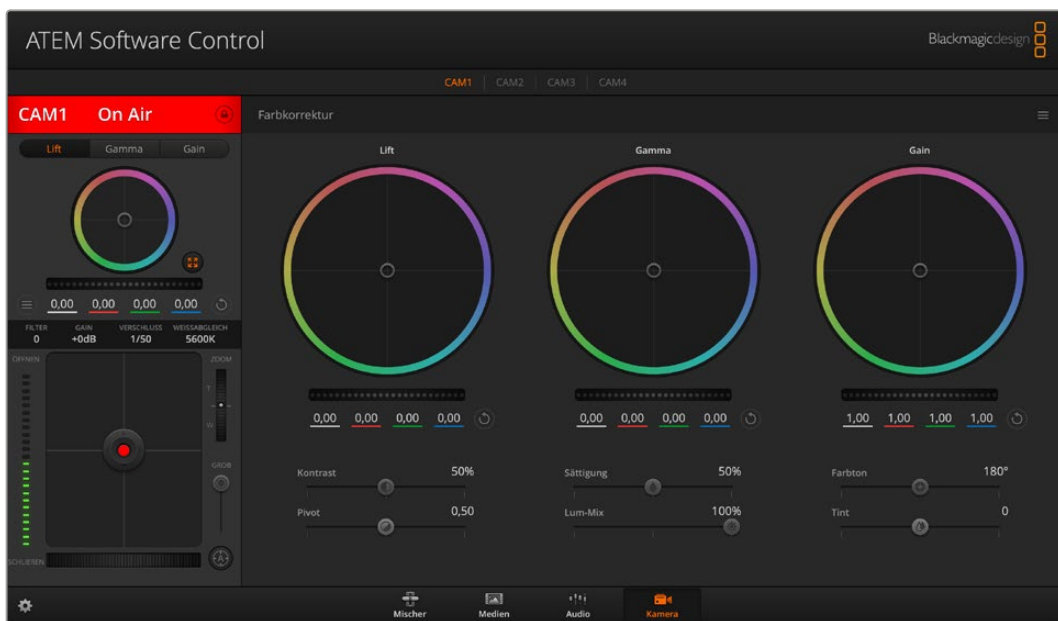 ATEM Software Control
Blackmagicdesign
CAM1 CAM2 CAM3 CAM4
CAM1 On Air
Farbkorrektur
Lift Gamma Gain
0,00 0,00 0,00 0,00
FILTER GAIN VERSCHLUSS WEISSABGLEICH
0 +0dB 1/50 5600K
ÖFFNEN ZOOM
T
W
GROB
SCHLIEßEN
A
Lift Gamma Gain
0,00 0,00 0,00 0,00 0,00 0,00 0,00 0,00 1,00 1,00 1,00 1,00
Kontrast 50% Sättigung 50% Farbton 180°
Pivot 0,50 Lum-Mix 100% Tint 0
Mischer Medien Audio Kamera